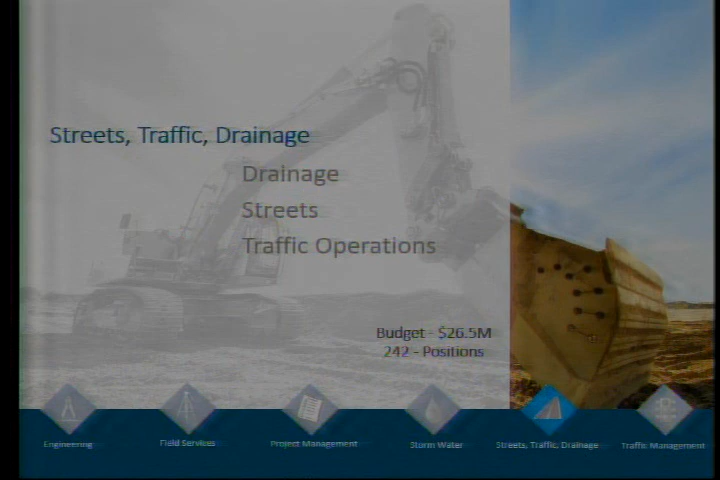 Streets, Traffic, Drainage
Drainage
Streets
Traffic Operations
Budget - $26.5M
242 - Positions
Engineering
Field Services
Project Management
Storm Water
Streets, Traffic, Drainage
Traffic Management